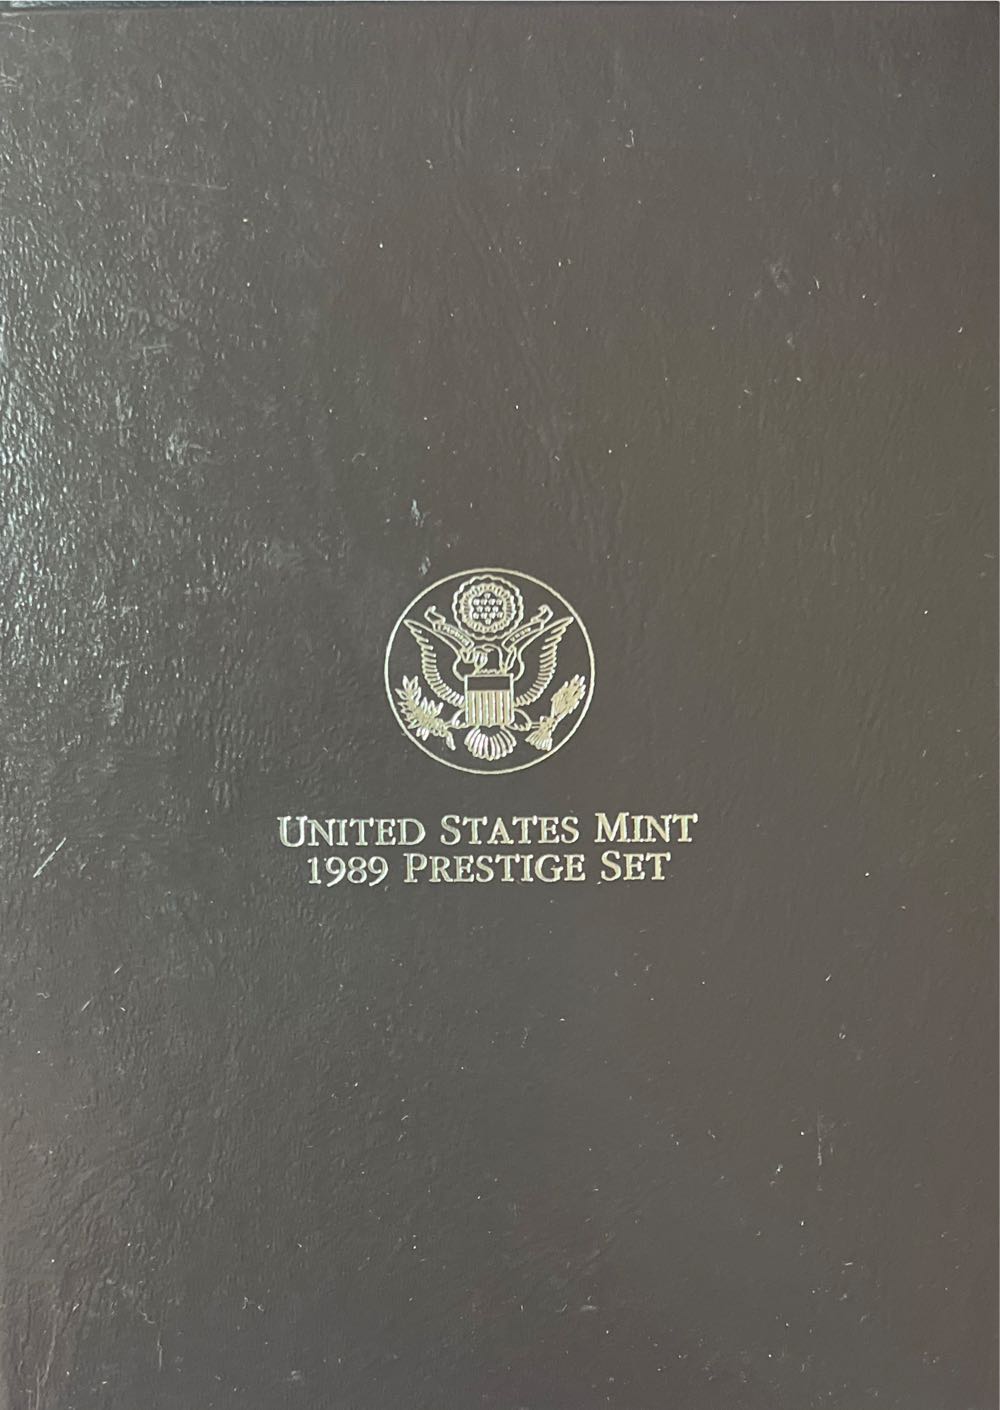 UNITED STATES MINT
1989 PRESTIGE SET